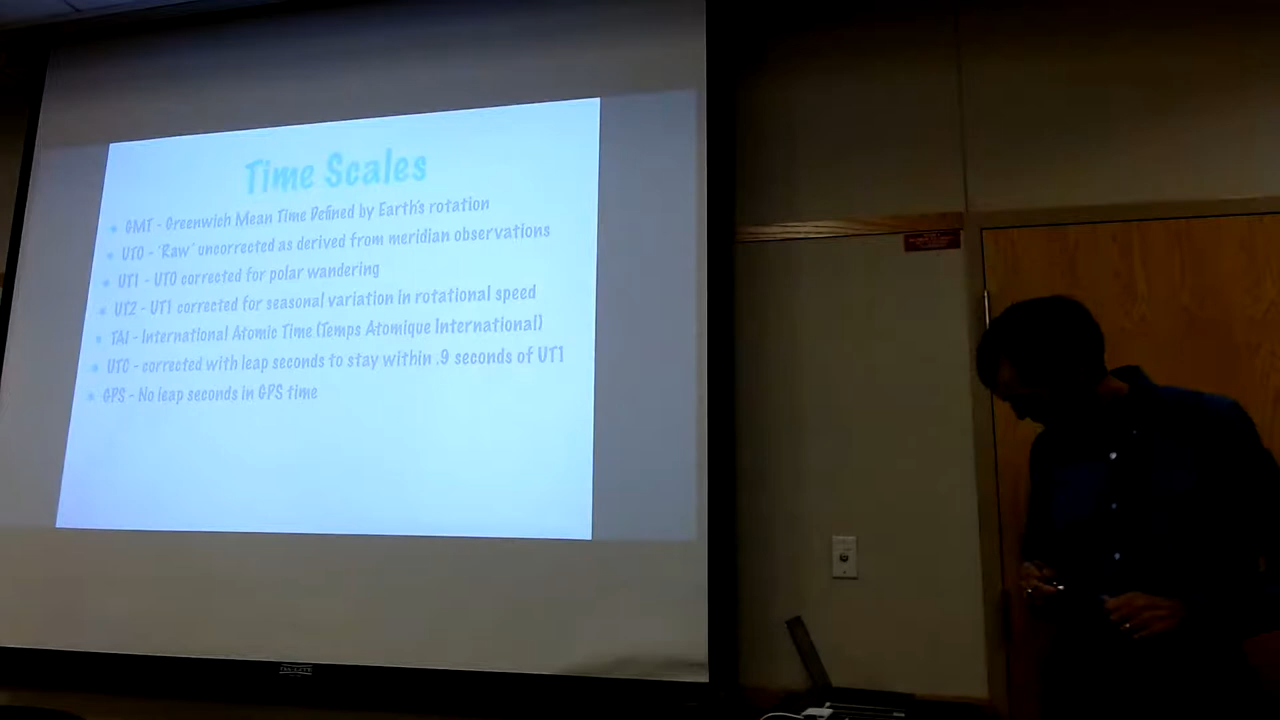 Time Scales
GMT - Greenwich Mean Time Defined by Earth's rotation
UT0 - 'Raw' uncorrected as derived from meridian observations
UT1 - UT0 corrected for polar wandering
UT2 - UT1 corrected for seasonal variation in rotational speed
TAI - International Atomic Time (Temps Atomique International)
UTC - corrected with leap seconds to stay within .9 seconds of UT1
GPS - No leap seconds in GPS time
DA-LITE